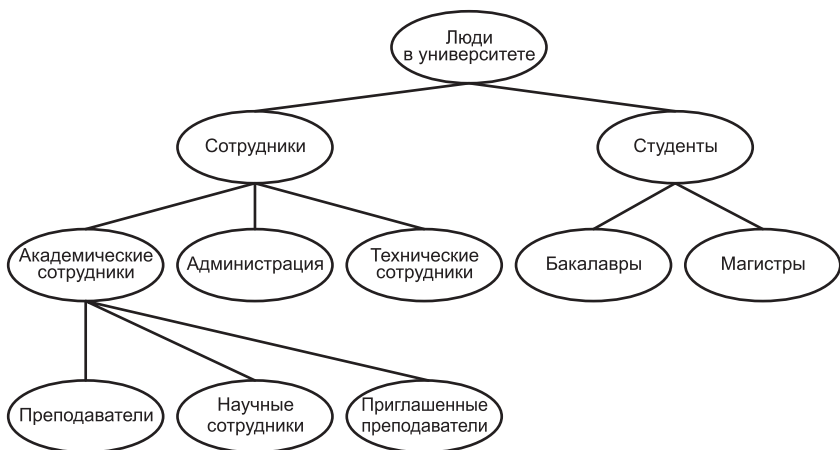 Люди
в университете
Сотрудники
Студенты
Академические
сотрудники
Администрация
Технические
сотрудники
Бакалавры
Магистры
Преподаватели
Научные
сотрудники
Приглашенные
преподаватели